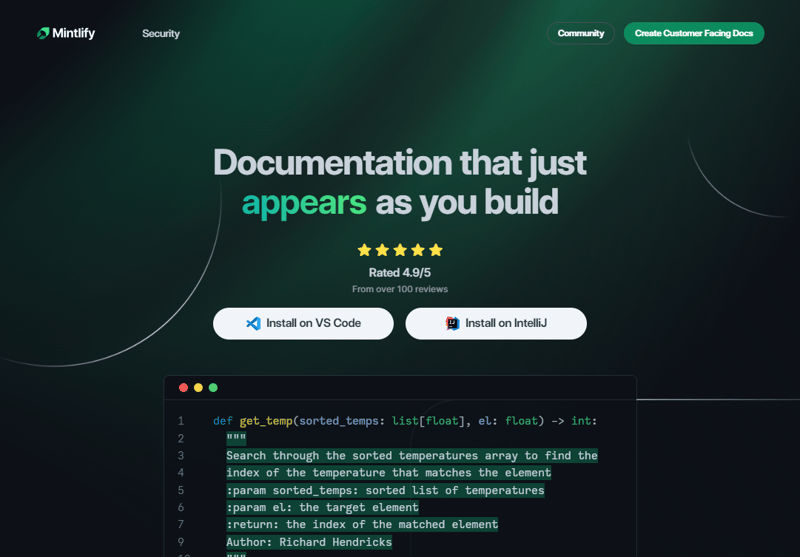 Mintlify
Security
Community
Create Customer Facing Docs
Documentation that just
appears as you build
Rated 4.9/5
From over 100 reviews
Install on VS Code
Install on IntelliJ
1 def get_temp(sorted_temps: list[float], el: float) -> int:
2 """
3 Search through the sorted temperatures array to find the
4 index of the temperature that matches the element
5 :param sorted_temps: sorted list of temperatures
6 :param el: the target element
7 :return: the index of the matched element
9 Author: Richard Hendricks
10 """